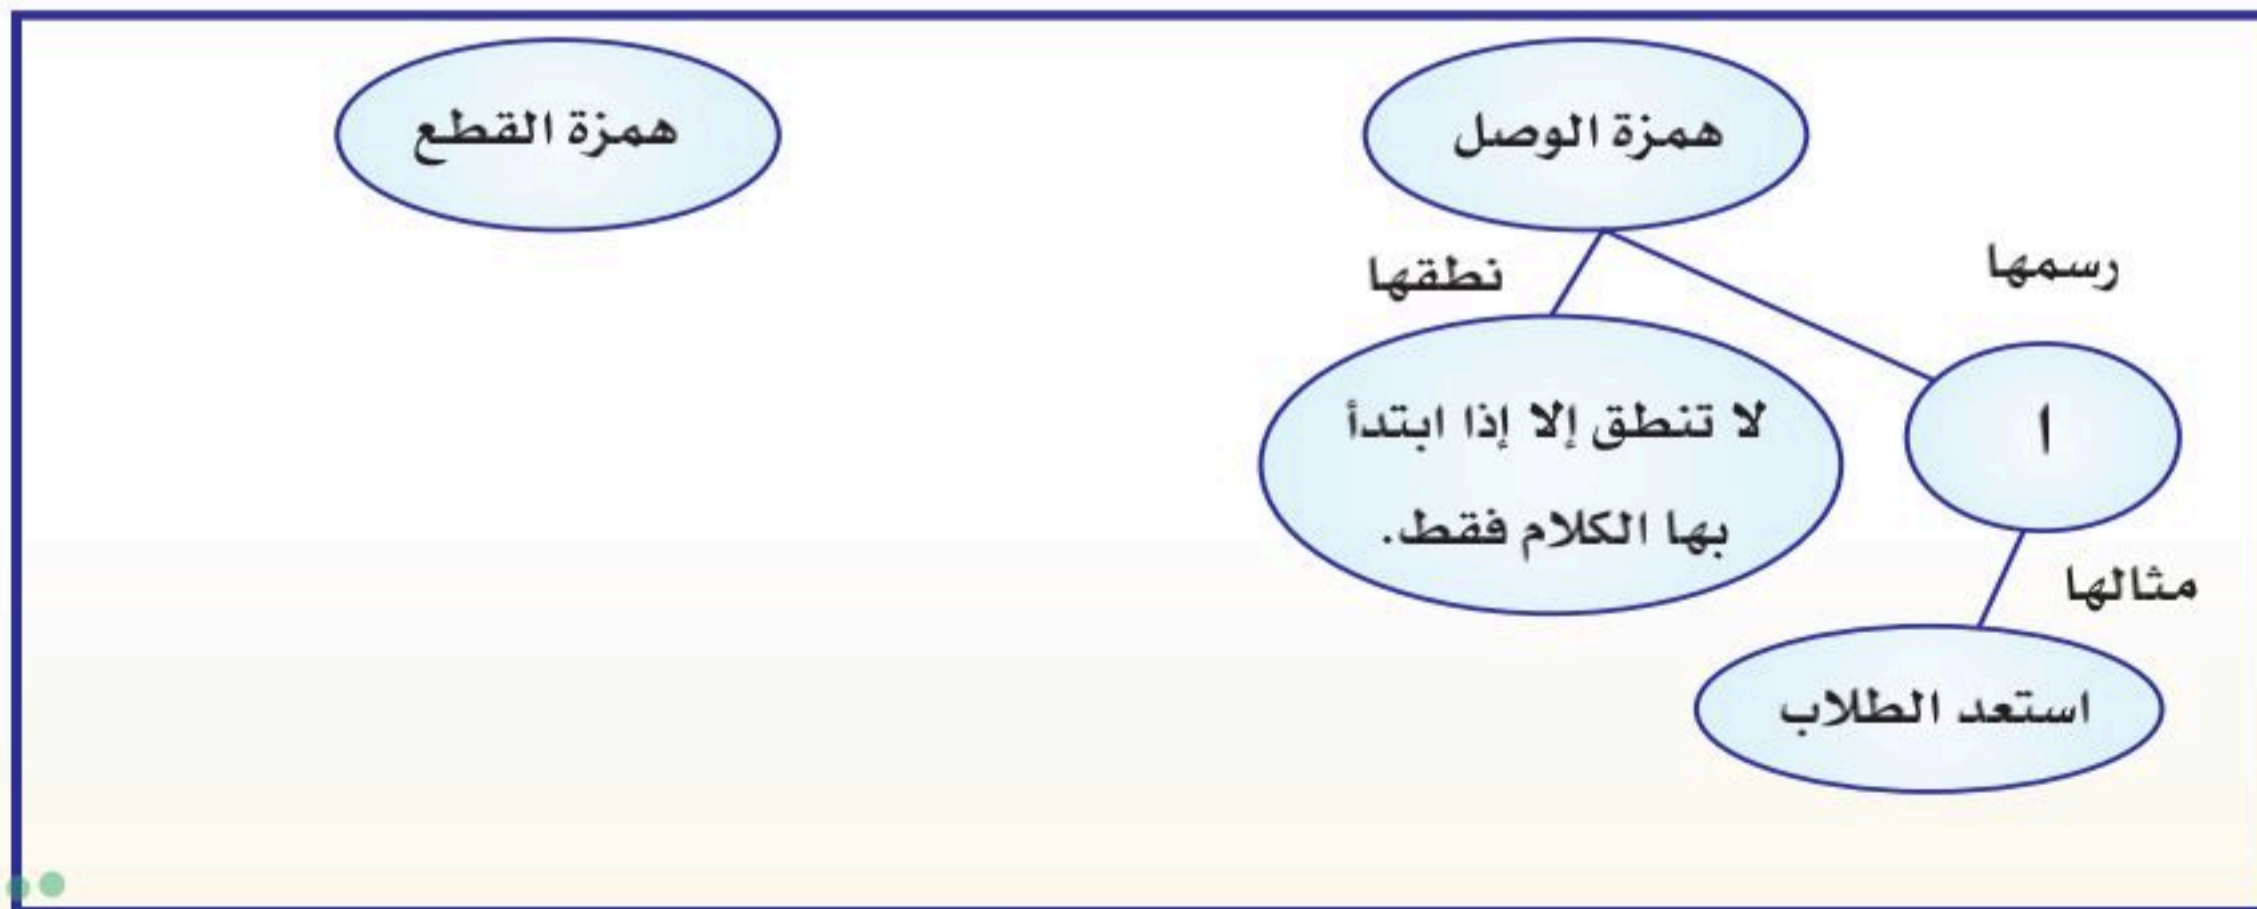 همزة الوصل
همزة القطع
رسمها
نطقها
ا
لا تنطق إلا إذا ابتدأ
بها الكلام فقط.
مثالها
استعد الطلاب